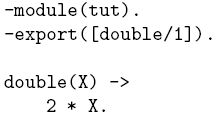 -module(tut).
-export([double/1]).
double(X) ->
    2 * X.